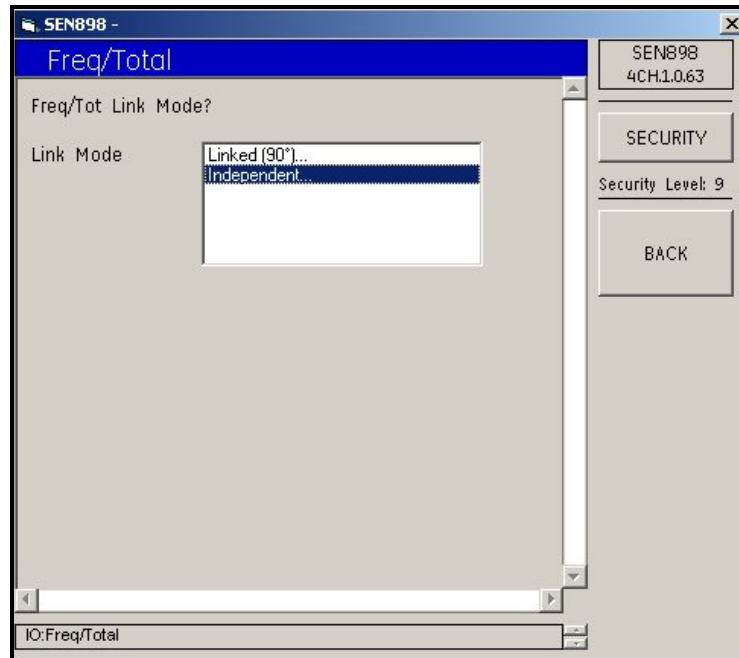 SEN898 -
Freq/Total
Freq/Tot Link Mode?
Link Mode
Linked (90°)...
Independent...
SEN898
4CH.1.0.63
SECURITY
Security Level: 9
BACK
IO:Freq/Total